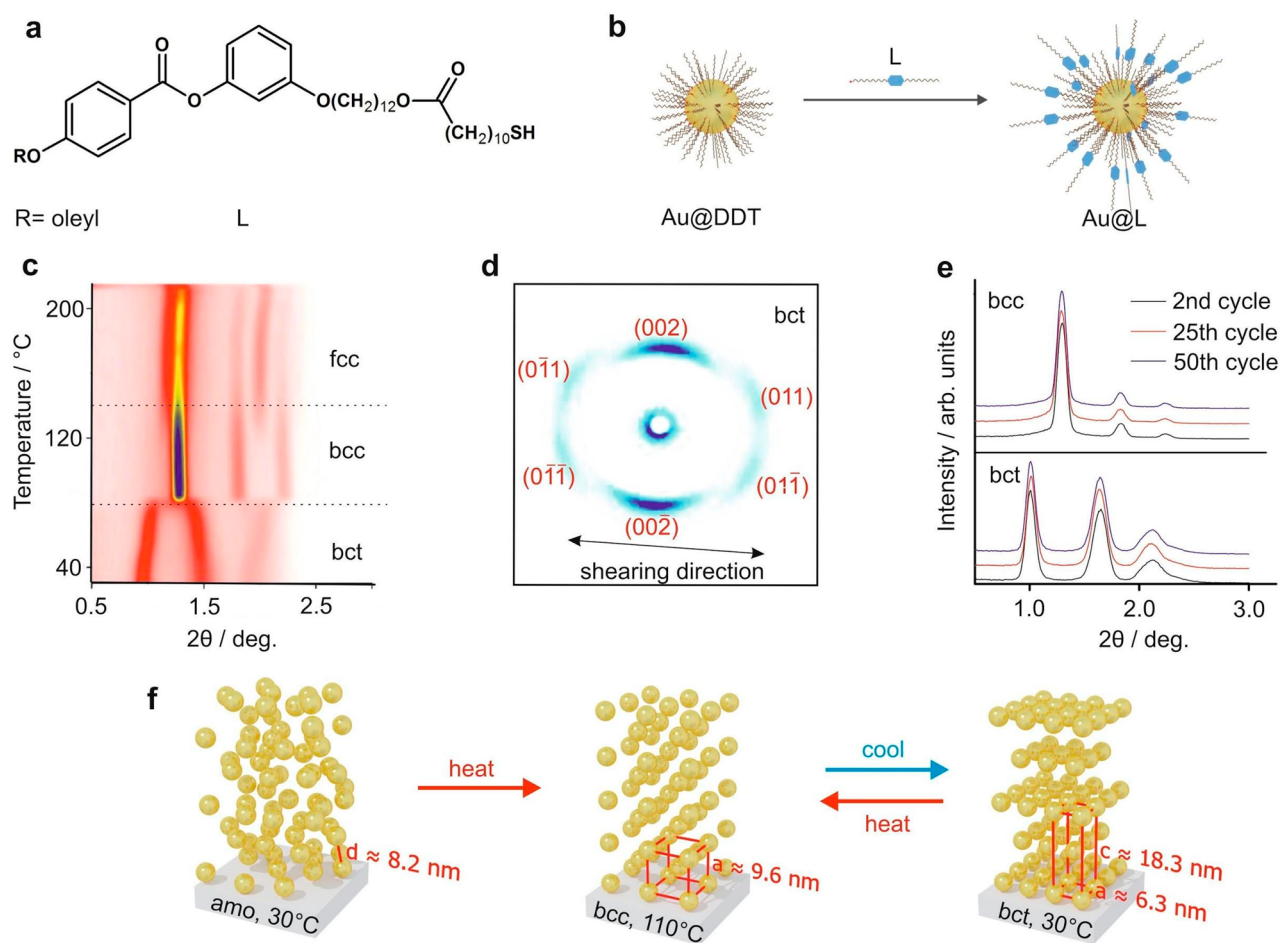 a
O
O
O(CH₂)₁₂O
O
(CH₂)₁₀SH
RO
R= oleyl
L
b
L
Au@DDT
Au@L
c
Temperature / °C
200
120
40
fcc
bcc
bct
0.5
1.5
2.5
2θ / deg.
d
bct
(002)
(01̄1)
(011)
(01̄1̄)
(011̄)
(002̄)
shearing direction
e
Intensity / arb. units
bcc
2nd cycle
25th cycle
50th cycle
bct
1.0
2.0
3.0
2θ / deg.
f
d ≈ 8.2 nm
amo, 30°C
heat
a ≈ 9.6 nm
bcc, 110°C
cool
heat
c ≈ 18.3 nm
a ≈ 6.3 nm
bct, 30°C